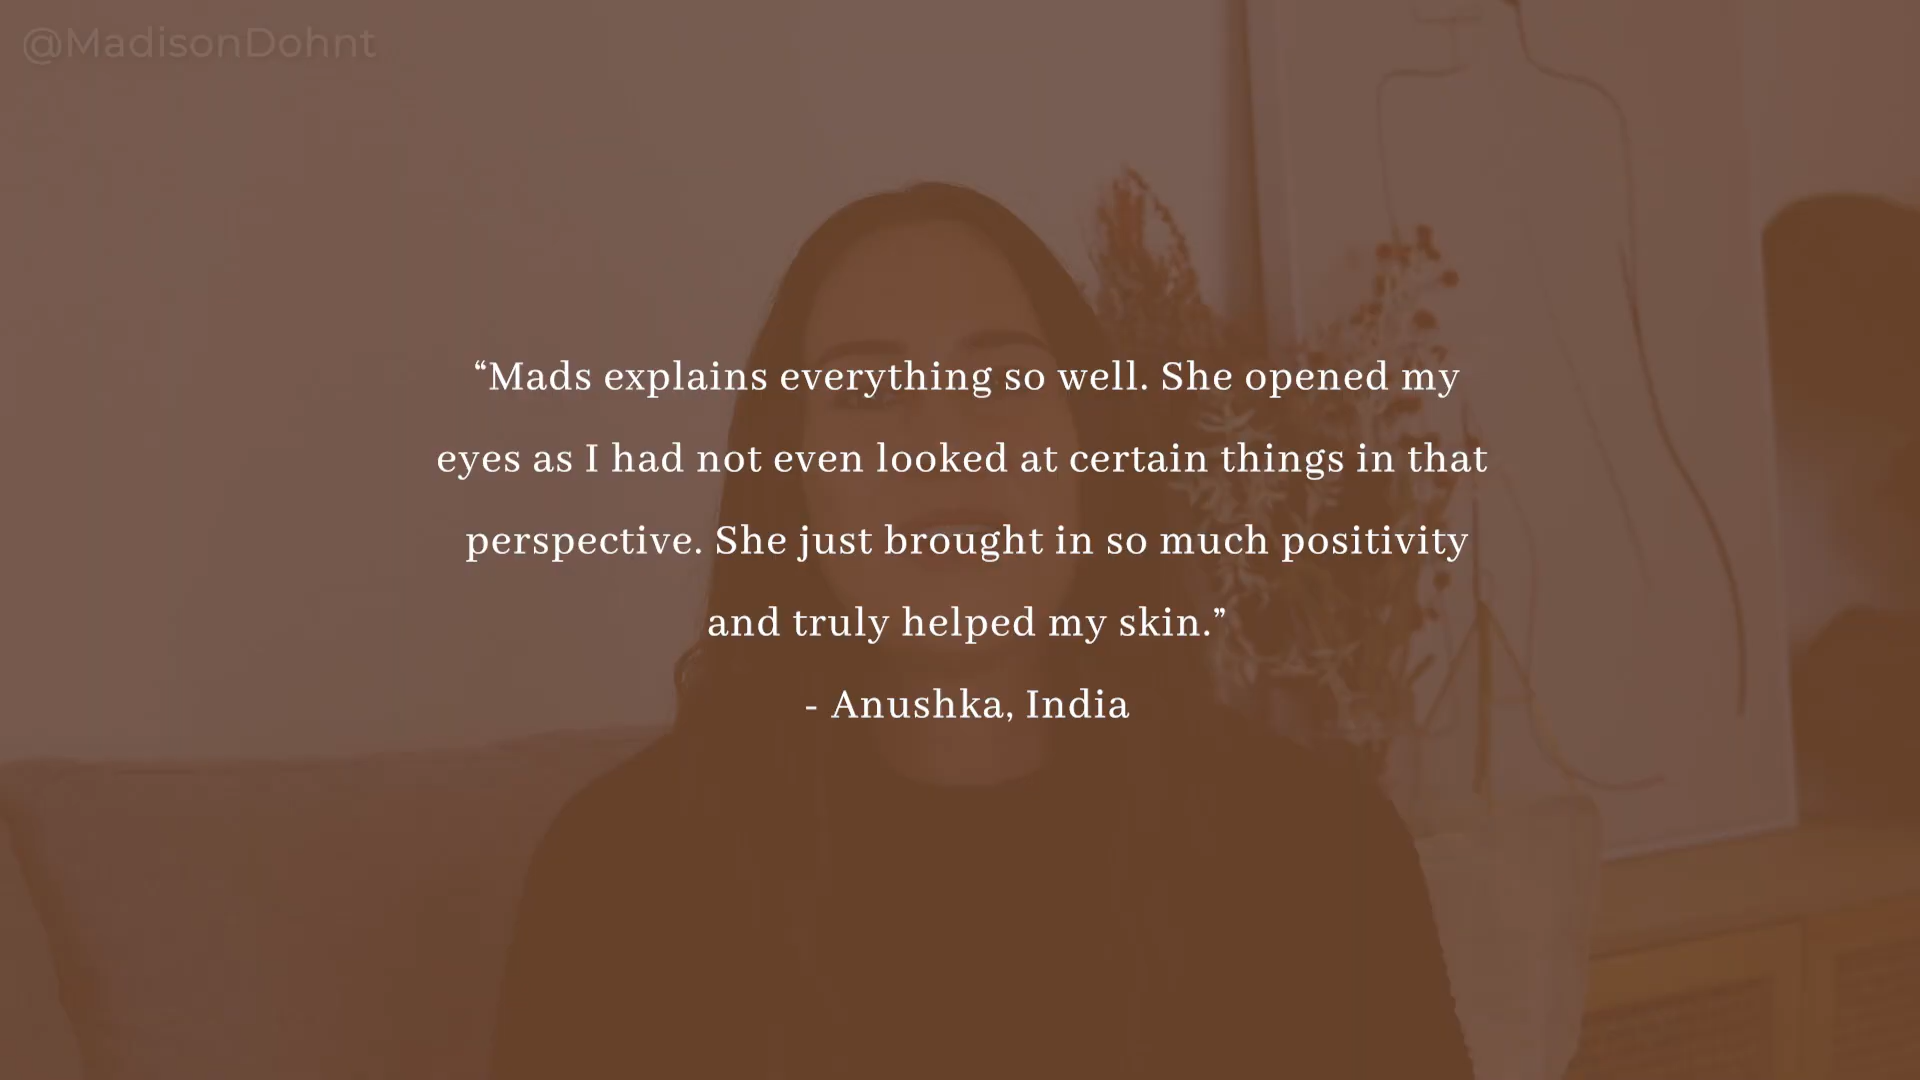 @MadisonDohnt
“Mads explains everything so well. She opened my
eyes as I had not even looked at certain things in that
perspective. She just brought in so much positivity
and truly helped my skin.”
- Anushka, India